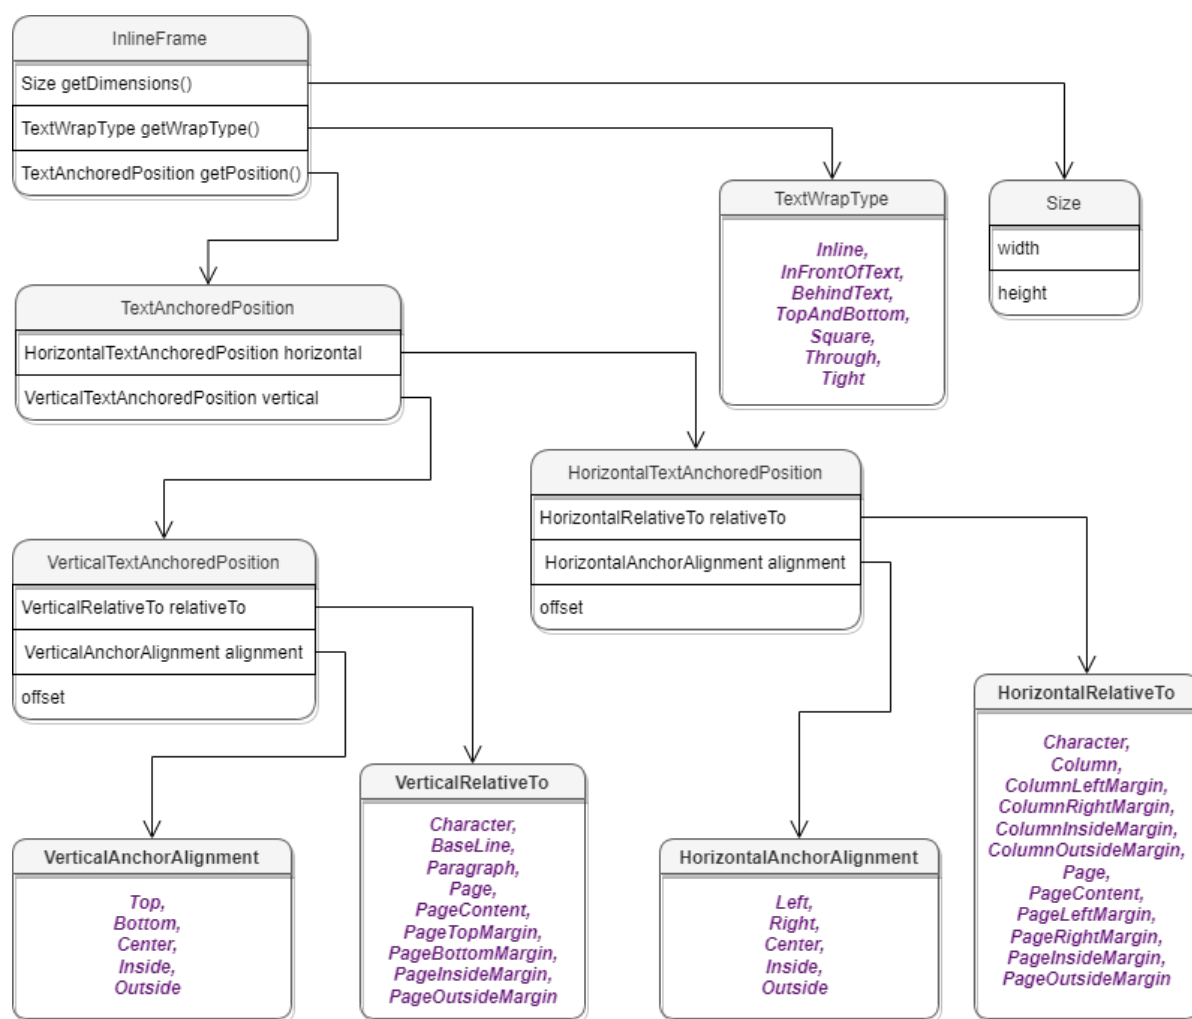 InlineFrame
Size getDimensions()
TextWrapType getWrapType()
TextAnchoredPosition getPosition()
TextWrapType
Inline,
InFrontOfText,
BehindText,
TopAndBottom,
Square,
Through,
Tight
Size
width
height
TextAnchoredPosition
HorizontalTextAnchoredPosition horizontal
VerticalTextAnchoredPosition vertical
HorizontalTextAnchoredPosition
HorizontalRelativeTo relativeTo
HorizontalAnchorAlignment alignment
offset
VerticalTextAnchoredPosition
VerticalRelativeTo relativeTo
VerticalAnchorAlignment alignment
offset
HorizontalRelativeTo
Character,
Column,
ColumnLeftMargin,
ColumnRightMargin,
ColumnInsideMargin,
ColumnOutsideMargin,
Page,
PageContent,
PageLeftMargin,
PageRightMargin,
PageInsideMargin,
PageOutsideMargin
VerticalRelativeTo
Character,
BaseLine,
Paragraph,
Page,
PageContent,
PageTopMargin,
PageBottomMargin,
PageInsideMargin,
PageOutsideMargin
VerticalAnchorAlignment
Top,
Bottom,
Center,
Inside,
Outside
HorizontalAnchorAlignment
Left,
Right,
Center,
Inside,
Outside